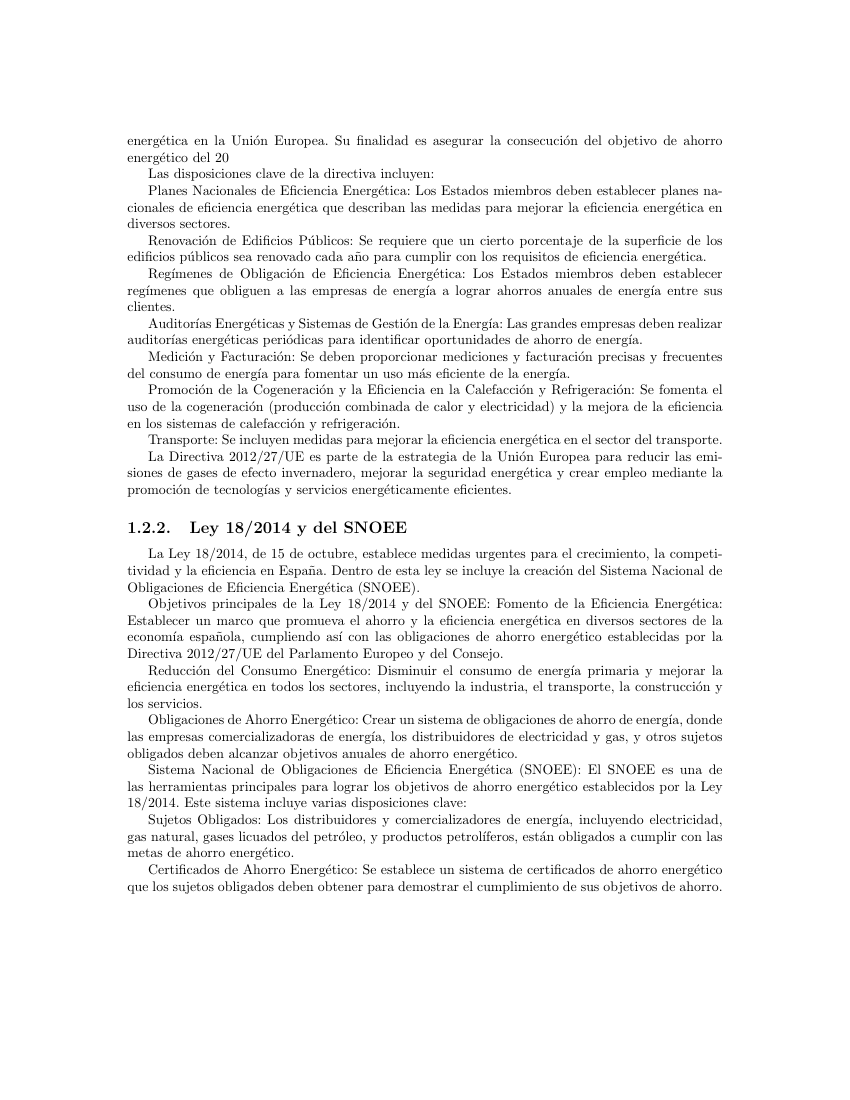 energética en la Unión Europea. Su finalidad es asegurar la consecución del objetivo de ahorro
energético del 20
Las disposiciones clave de la directiva incluyen:
Planes Nacionales de Eficiencia Energética: Los Estados miembros deben establecer planes na-
cionales de eficiencia energética que describan las medidas para mejorar la eficiencia energética en
diversos sectores.
Renovación de Edificios Públicos: Se requiere que un cierto porcentaje de la superficie de los
edificios públicos sea renovado cada año para cumplir con los requisitos de eficiencia energética.
Regímenes de Obligación de Eficiencia Energética: Los Estados miembros deben establecer
regímenes que obliguen a las empresas de energía a lograr ahorros anuales de energía entre sus
clientes.
Auditorías Energéticas y Sistemas de Gestión de la Energía: Las grandes empresas deben realizar
auditorías energéticas periódicas para identificar oportunidades de ahorro de energía.
Medición y Facturación: Se deben proporcionar mediciones y facturación precisas y frecuentes
del consumo de energía para fomentar un uso más eficiente de la energía.
Promoción de la Cogeneración y la Eficiencia en la Calefacción y Refrigeración: Se fomenta el
uso de la cogeneración (producción combinada de calor y electricidad) y la mejora de la eficiencia
en los sistemas de calefacción y refrigeración.
Transporte: Se incluyen medidas para mejorar la eficiencia energética en el sector del transporte.
La Directiva 2012/27/UE es parte de la estrategia de la Unión Europea para reducir las emi-
siones de gases de efecto invernadero, mejorar la seguridad energética y crear empleo mediante la
promoción de tecnologías y servicios energéticamente eficientes.
1.2.2. Ley 18/2014 y del SNOEE
La Ley 18/2014, de 15 de octubre, establece medidas urgentes para el crecimiento, la competi-
tividad y la eficiencia en España. Dentro de esta ley se incluye la creación del Sistema Nacional de
Obligaciones de Eficiencia Energética (SNOEE).
Objetivos principales de la Ley 18/2014 y del SNOEE: Fomento de la Eficiencia Energética:
Establecer un marco que promueva el ahorro y la eficiencia energética en diversos sectores de la
economía española, cumpliendo así con las obligaciones de ahorro energético establecidas por la
Directiva 2012/27/UE del Parlamento Europeo y del Consejo.
Reducción del Consumo Energético: Disminuir el consumo de energía primaria y mejorar la
eficiencia energética en todos los sectores, incluyendo la industria, el transporte, la construcción y
los servicios.
Obligaciones de Ahorro Energético: Crear un sistema de obligaciones de ahorro de energía, donde
las empresas comercializadoras de energía, los distribuidores de electricidad y gas, y otros sujetos
obligados deben alcanzar objetivos anuales de ahorro energético.
Sistema Nacional de Obligaciones de Eficiencia Energética (SNOEE): El SNOEE es una de
las herramientas principales para lograr los objetivos de ahorro energético establecidos por la Ley
18/2014. Este sistema incluye varias disposiciones clave:
Sujetos Obligados: Los distribuidores y comercializadores de energía, incluyendo electricidad,
gas natural, gases licuados del petróleo, y productos petrolíferos, están obligados a cumplir con las
metas de ahorro energético.
Certificados de Ahorro Energético: Se establece un sistema de certificados de ahorro energético
que los sujetos obligados deben obtener para demostrar el cumplimiento de sus objetivos de ahorro.